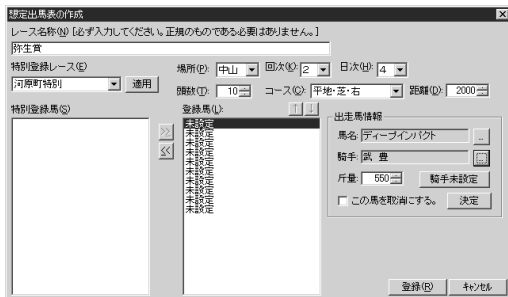 想定出馬表の作成
レース名称(N) [必ず入力してください。正規のものである必要はありません。]
弥生賞
特別登録レース(E)
河原町特別
適用
場所(P): 中山 回次(K): 2 日次(H): 4
頭数(T): 10 コース(C): 平地・芝・右 距離(D): 2000
特別登録馬(S)
>>
<<
登録馬(L):
↑ ↓
未設定
未設定
未設定
未設定
未設定
未設定
未設定
未設定
未設定
未設定
出走馬情報
馬名: ディープインパクト ...
騎手: 武 豊 ...
斤量: 550 騎手未設定
この馬を取消にする。 決定
登録(R) キャンセル